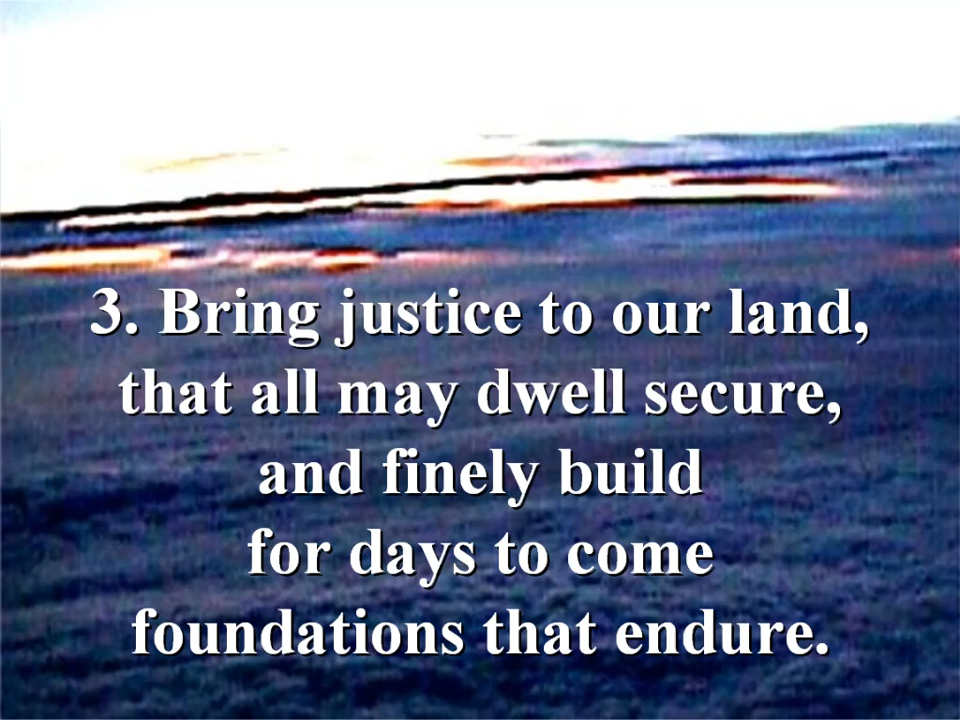 3. Bring justice to our land,
that all may dwell secure,
and finely build
for days to come
foundations that endure.